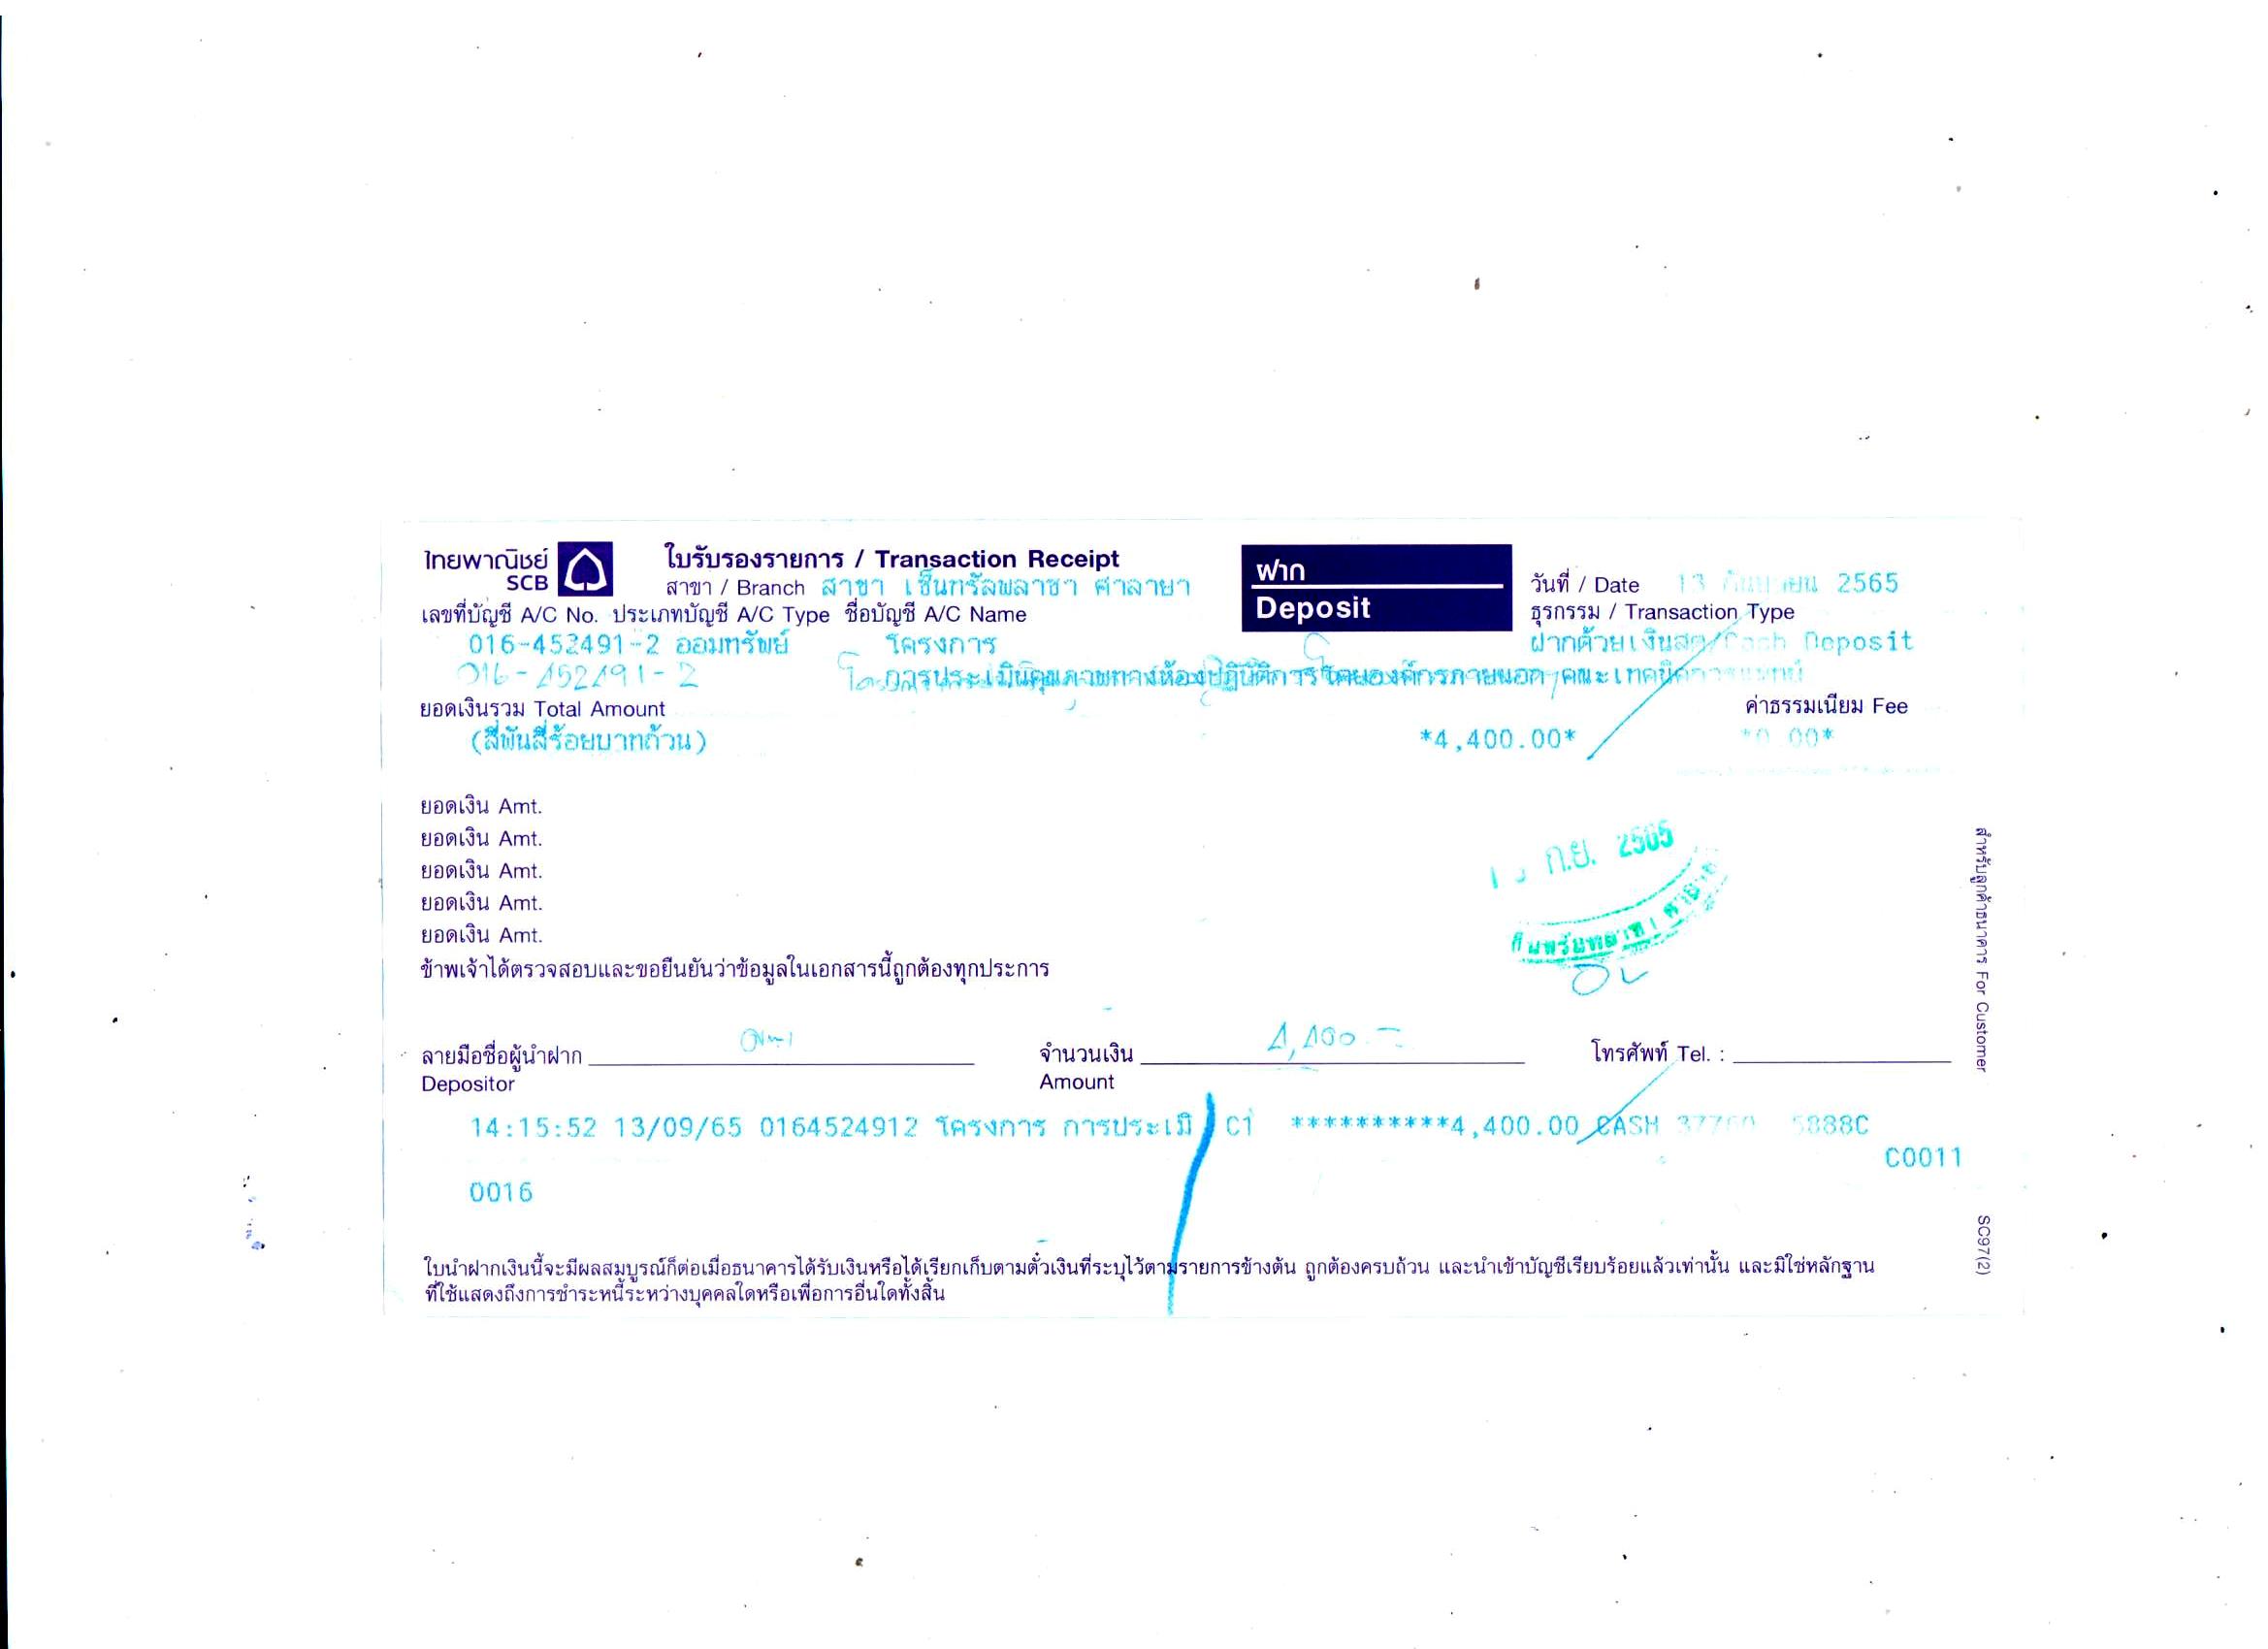 ไทยพาณิชย์
SCB
ใบรับรองรายการ / Transaction Receipt
สาขา / Branch สาขา เซ็นทรัลพลาซา ศาลายา
ฝาก
Deposit
วันที่ / Date 13 กันยายน 2565
ธุรกรรม / Transaction Type
เลขที่บัญชี A/C No. ประเภทบัญชี A/C Type ชื่อบัญชี A/C Name
016-452491-2 ออมทรัพย์ โครงการ ฝากด้วยเงินสด/Cash Deposit
016-452491-2 การประเมินคุณภาพทางห้องปฏิบัติการโดยองค์กรภายนอก คณะเทคนิคการแพทย์
ยอดเงินรวม Total Amount ค่าธรรมเนียม Fee
(สี่พันสี่ร้อยบาทถ้วน) *4,400.00* *0.00*
ยอดเงิน Amt.
ยอดเงิน Amt.
ยอดเงิน Amt.
ยอดเงิน Amt.
ยอดเงิน Amt.
ก.ย. 2565
ข้าพเจ้าได้ตรวจสอบและขอยืนยันว่าข้อมูลในเอกสารนี้ถูกต้องทุกประการ
ลายมือชื่อผู้นำฝาก จำนวนเงิน 4,400.- โทรศัพท์ Tel. :
Depositor Amount
14:15:52 13/09/65 0164524912 โครงการ การประเมิ C1 **********4,400.00 CASH 5888C
C0011
0016
ใบนำฝากเงินนี้จะมีผลสมบูรณ์ก็ต่อเมื่อธนาคารได้รับเงินหรือได้เรียกเก็บตามตั๋วเงินที่ระบุไว้ตามรายการข้างต้น ถูกต้องครบถ้วน และนำเข้าบัญชีเรียบร้อยแล้วเท่านั้น และมิใช่หลักฐาน
ที่ใช้แสดงถึงการชำระหนี้ระหว่างบุคคลใดหรือเพื่อการอื่นใดทั้งสิ้น
สำหรับลูกค้าธนาคาร For Customer
SC97(2)